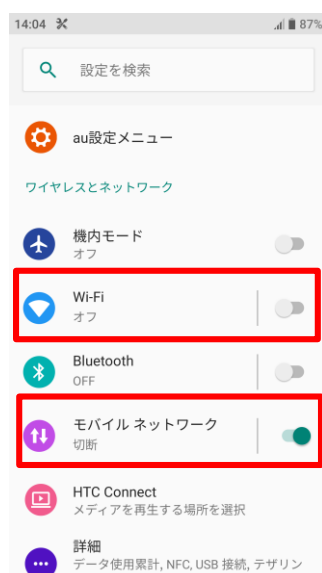 14:04 87%
設定を検索
au設定メニュー
ワイヤレスとネットワーク
機内モード
オフ
Wi-Fi
オフ
Bluetooth
OFF
モバイル ネットワーク
切断
HTC Connect
メディアを再生する場所を選択
詳細
データ使用累計, NFC, USB 接続, テザリン